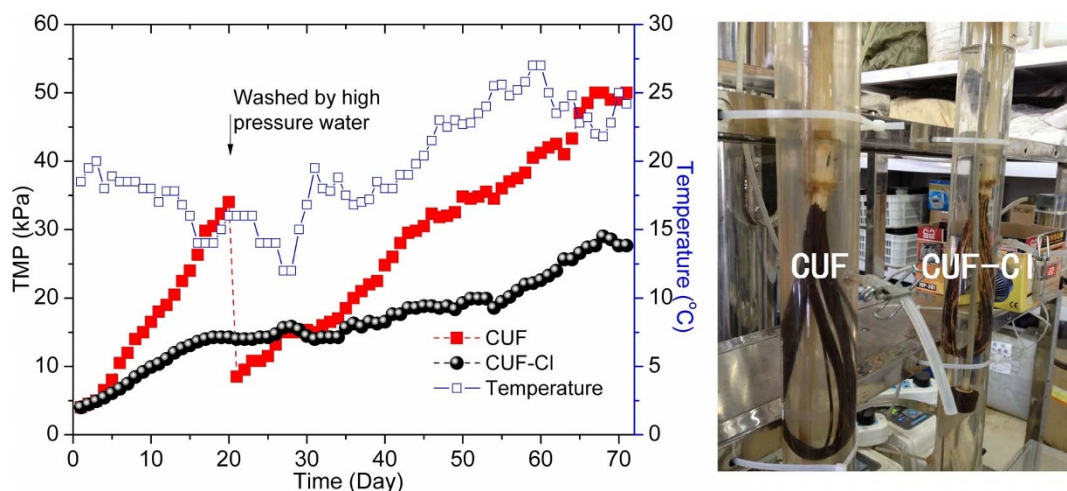 60
50
40
30
20
10
0
TMP (kPa)
Washed by high
pressure water
CUF
CUF-Cl
Temperature
0 10 20 30 40 50 60 70
Time (Day)
30
25
20
15
10
5
0
Temperature (°C)
CUF
CUF-Cl